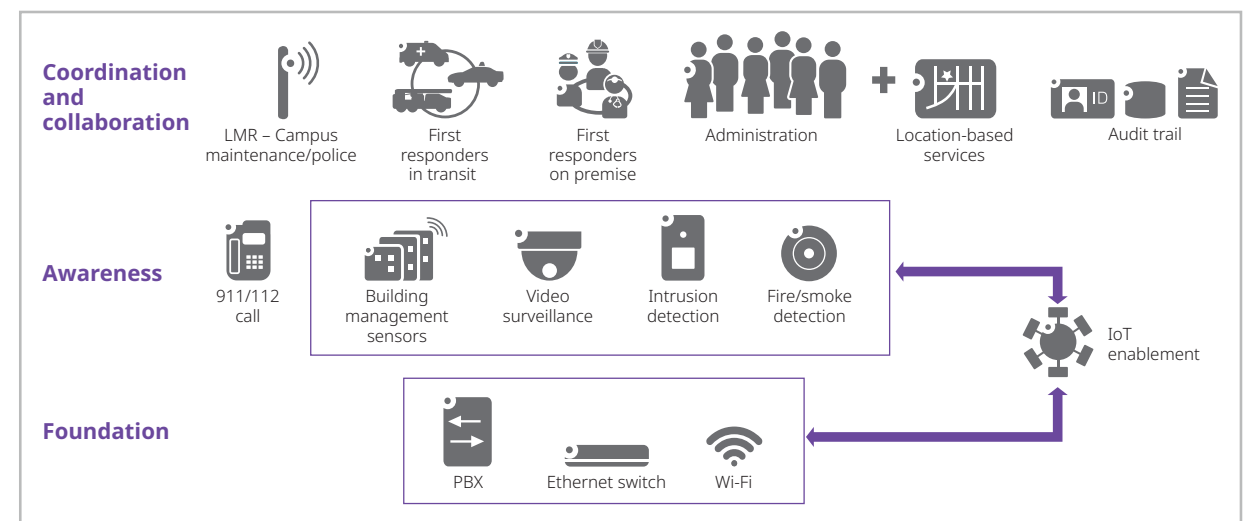 Coordination
and
collaboration
LMR – Campus
maintenance/police
First
responders
in transit
First
responders
on premise
Administration
+
Location-based
services
ID
Audit trail
Awareness
911/112
call
Building
management
sensors
Video
surveillance
Intrusion
detection
Fire/smoke
detection
IoT
enablement
Foundation
PBX
Ethernet switch
Wi-Fi